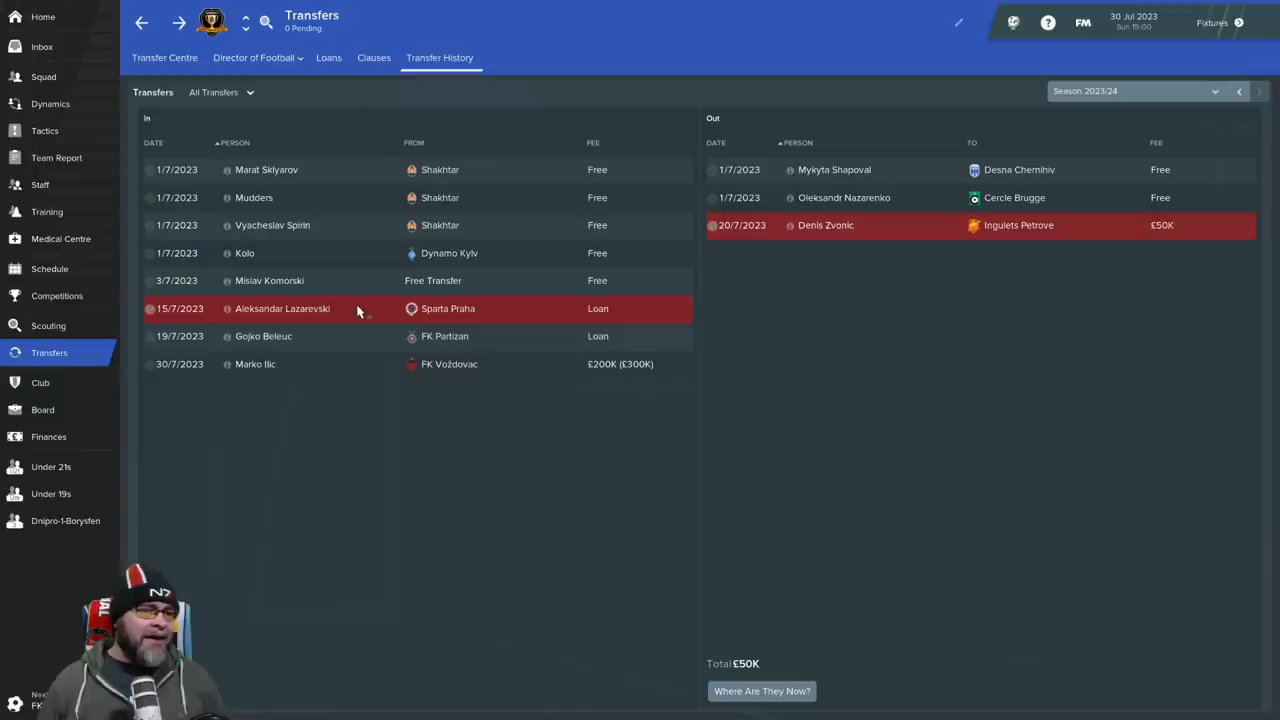 Home
Inbox
Squad
Dynamics
Tactics
Team Report
Staff
Training
Medical Centre
Schedule
Competitions
Scouting
Transfers
Club
Board
Finances
Under 21s
Under 19s
Dnipro-1-Borysfen
Transfers
0 Pending
? FM 30 Jul 2023
Sun 15:00
Fixtures
Transfer Centre Director of Football Loans Clauses Transfer History
Transfers All Transfers
Season 2023/24
In
DATE PERSON FROM FEE
1/7/2023 Marat Sklyarov Shakhtar Free
1/7/2023 Mudders Shakhtar Free
1/7/2023 Vyacheslav Spirin Shakhtar Free
1/7/2023 Kolo Dynamo Kyiv Free
3/7/2023 Mislav Komorski Free Transfer Free
15/7/2023 Aleksandar Lazarevski Sparta Praha Loan
19/7/2023 Gojko Beleuc FK Partizan Loan
30/7/2023 Marko Ilic FK Voždovac £200K (£300K)
Out
DATE PERSON TO FEE
1/7/2023 Mykyta Shapoval Desna Chernihiv Free
1/7/2023 Oleksandr Nazarenko Cercle Brugge Free
20/7/2023 Denis Zvonic Ingulets Petrove £50K
Total £50K
Where Are They Now?
N7